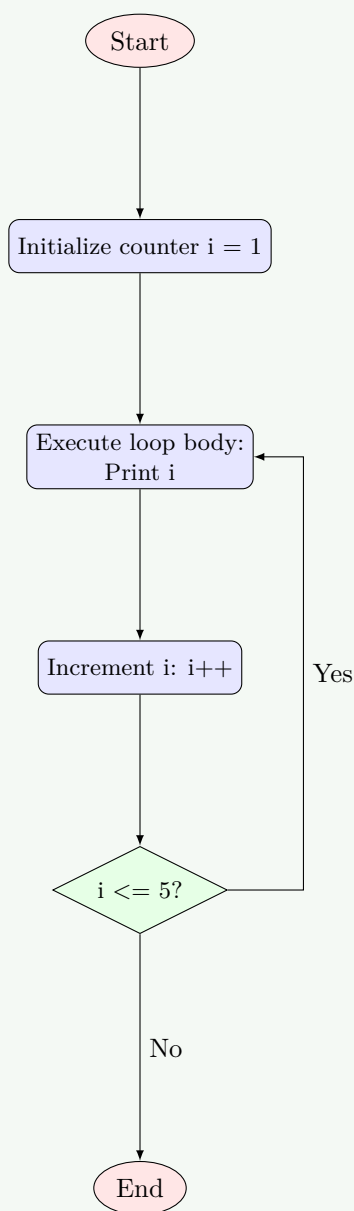 Start
Initialize counter i = 1
Execute loop body:
Print i
Increment i: i++
Yes
i <= 5?
No
End